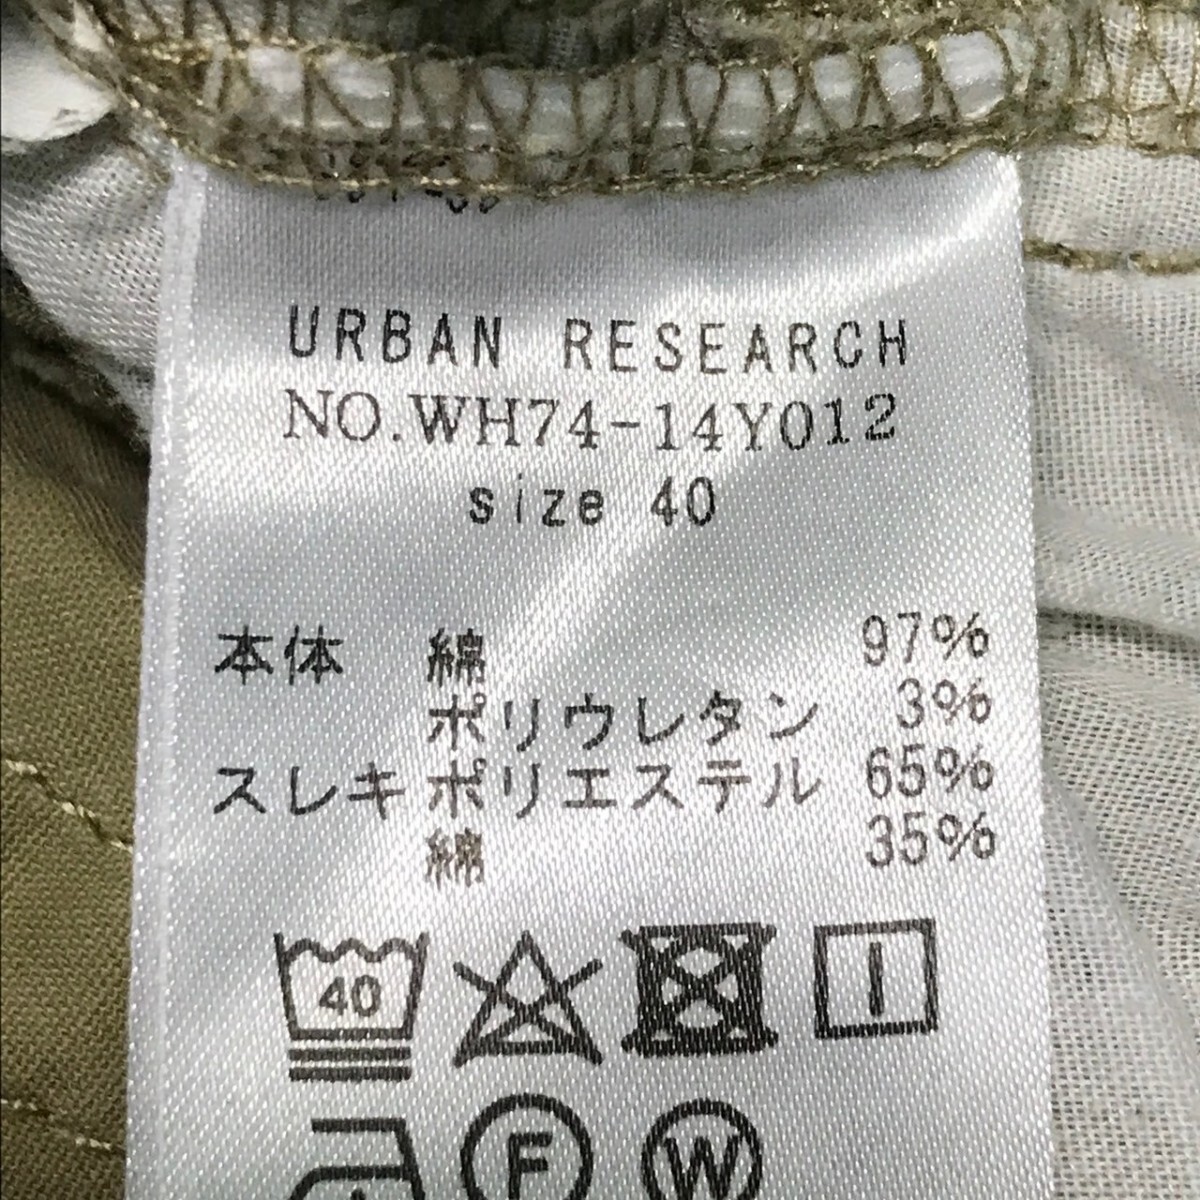 URBAN RESEARCH
NO.WH74-14Y012
size 40
本体 綿 97%
ポリウレタン 3%
スレキ ポリエステル 65%
綿 35%
40
F W